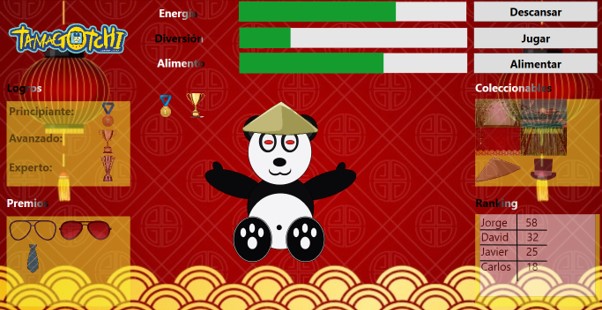 TAMAGOTCHI
Energia
Descansar
Diversión
Jugar
Alimento
Alimentar
Logros
Principiante:
Avanzado:
Experto:
Premios
Coleccionables
Ranking
Jorge 58
David 32
Javier 25
Carlos 18